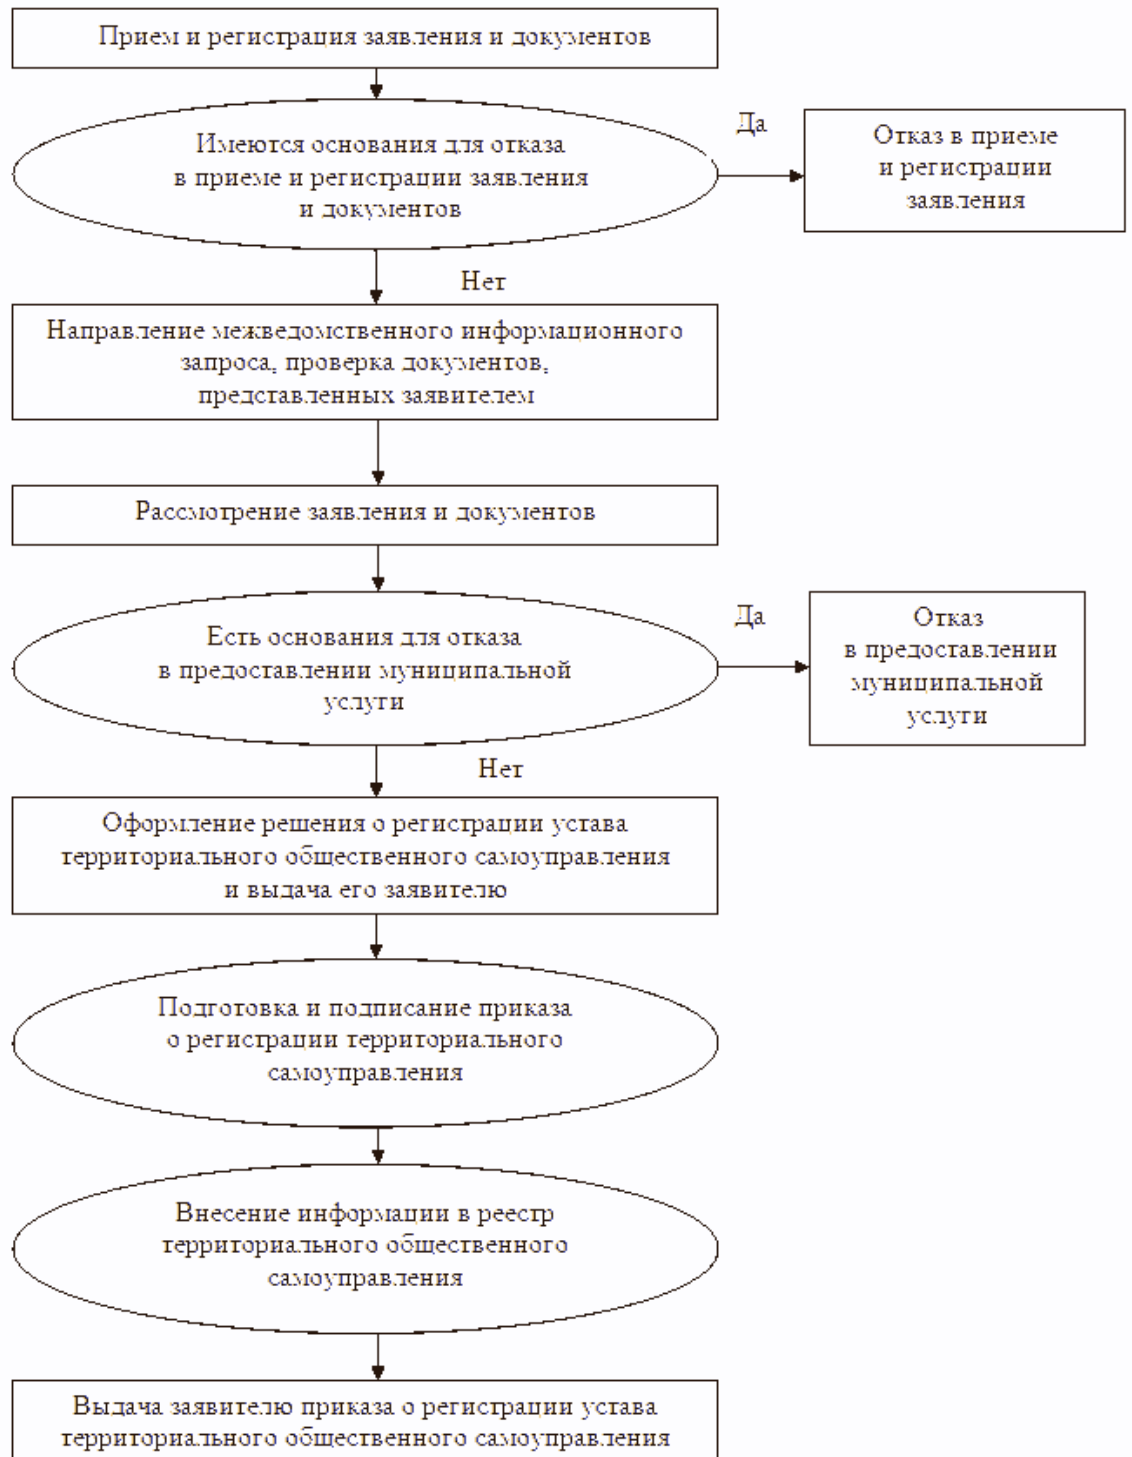 Прием и регистрация заявления и документов
Имеются основания для отказа
в приеме и регистрации заявления
и документов
Да
Отказ в приеме
и регистрации
заявления
Нет
Направление межведомственного информационного
запроса, проверка документов,
представленных заявителем
Рассмотрение заявления и документов
Есть основания для отказа
в предоставлении муниципальной
услуги
Да
Отказ
в предоставлении
муниципальной
услуги
Нет
Оформление решения о регистрации устава
территориального общественного самоуправления
и выдача его заявителю
Подготовка и подписание приказа
о регистрации территориального
самоуправления
Внесение информации в реестр
территориального общественного
самоуправления
Выдача заявителю приказа о регистрации устава
территориального общественного самоуправления